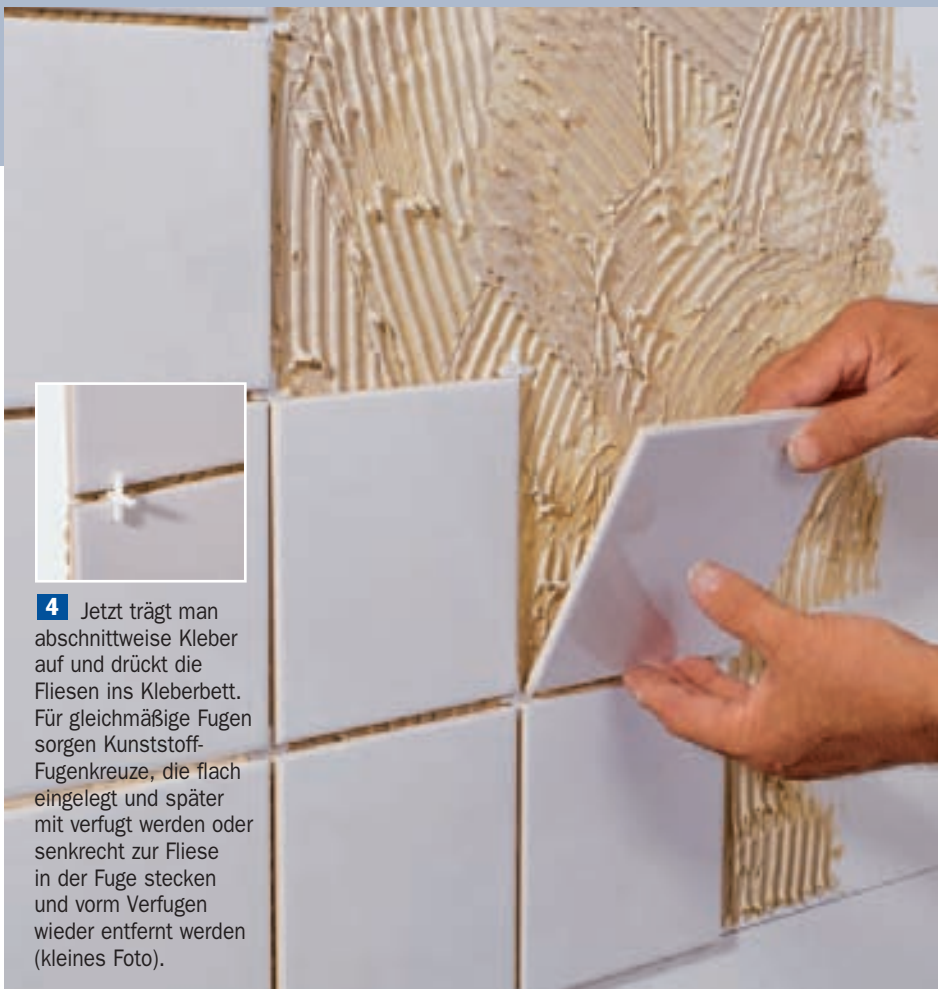 4 Jetzt trägt man
abschnittweise Kleber
auf und drückt die
Fliesen ins Kleberbett.
Für gleichmäßige Fugen
sorgen Kunststoff-
Fugenkreuze, die flach
eingelegt und später
mit verfugt werden oder
senkrecht zur Fliese
in der Fuge stecken
und vorm Verfugen
wieder entfernt werden
(kleines Foto).